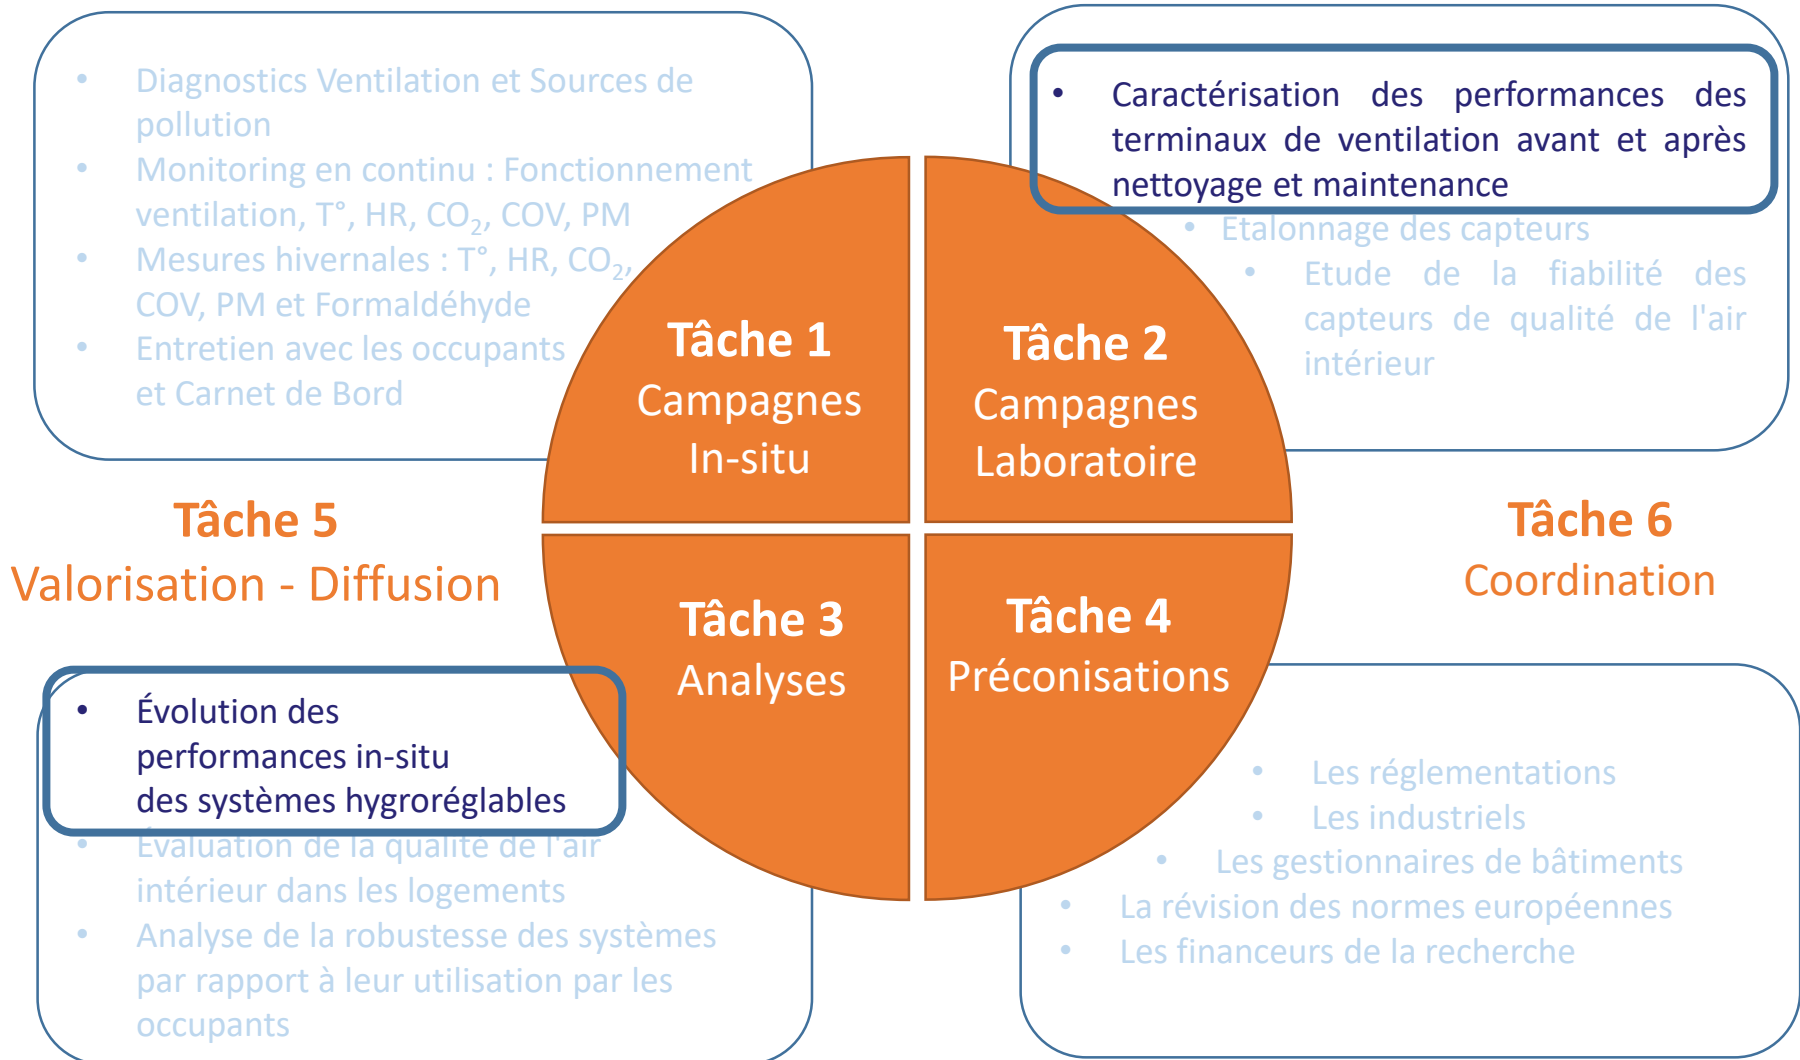 • Diagnostics Ventilation et Sources de
pollution
• Monitoring en continu : Fonctionnement
ventilation, T°, HR, CO₂, COV, PM
• Mesures hivernales : T°, HR, CO₂,
COV, PM et Formaldéhyde
• Entretien avec les occupants
et Carnet de Bord
• Caractérisation des performances des
terminaux de ventilation avant et après
nettoyage et maintenance
• Etalonnage des capteurs
• Etude de la fiabilité des
capteurs de qualité de l'air
intérieur
Tâche 1
Campagnes
In-situ
Tâche 2
Campagnes
Laboratoire
Tâche 5
Valorisation - Diffusion
Tâche 6
Coordination
Tâche 3
Analyses
Tâche 4
Préconisations
• Évolution des
performances in-situ
des systèmes hygroréglables
• Évaluation de la qualité de l'air
intérieur dans les logements
• Analyse de la robustesse des systèmes
par rapport à leur utilisation par les
occupants
• Les réglementations
• Les industriels
• Les gestionnaires de bâtiments
• La révision des normes européennes
• Les financeurs de la recherche